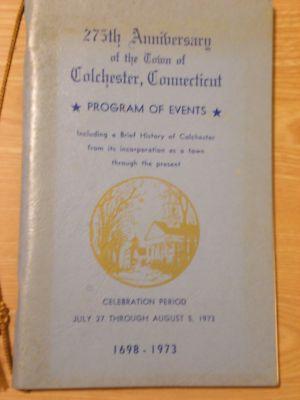 275th Anniversary
of the Town of
Colchester, Connecticut
★ PROGRAM OF EVENTS ★
Including a Brief History of Colchester
from its incorporation as a town
through the present
CELEBRATION PERIOD
JULY 27 THROUGH AUGUST 5, 1973
1698 - 1973